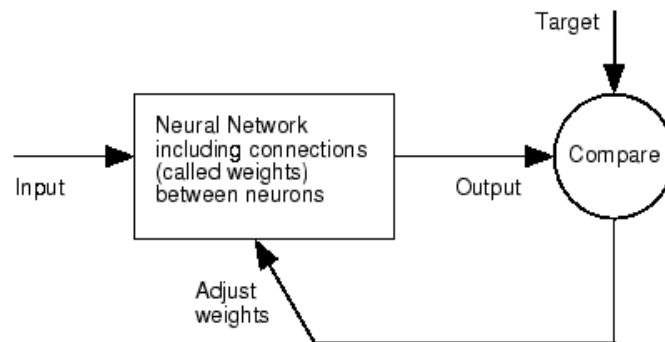 Target
Neural Network
including connections
(called weights)
between neurons
Compare
Input
Output
Adjust
weights